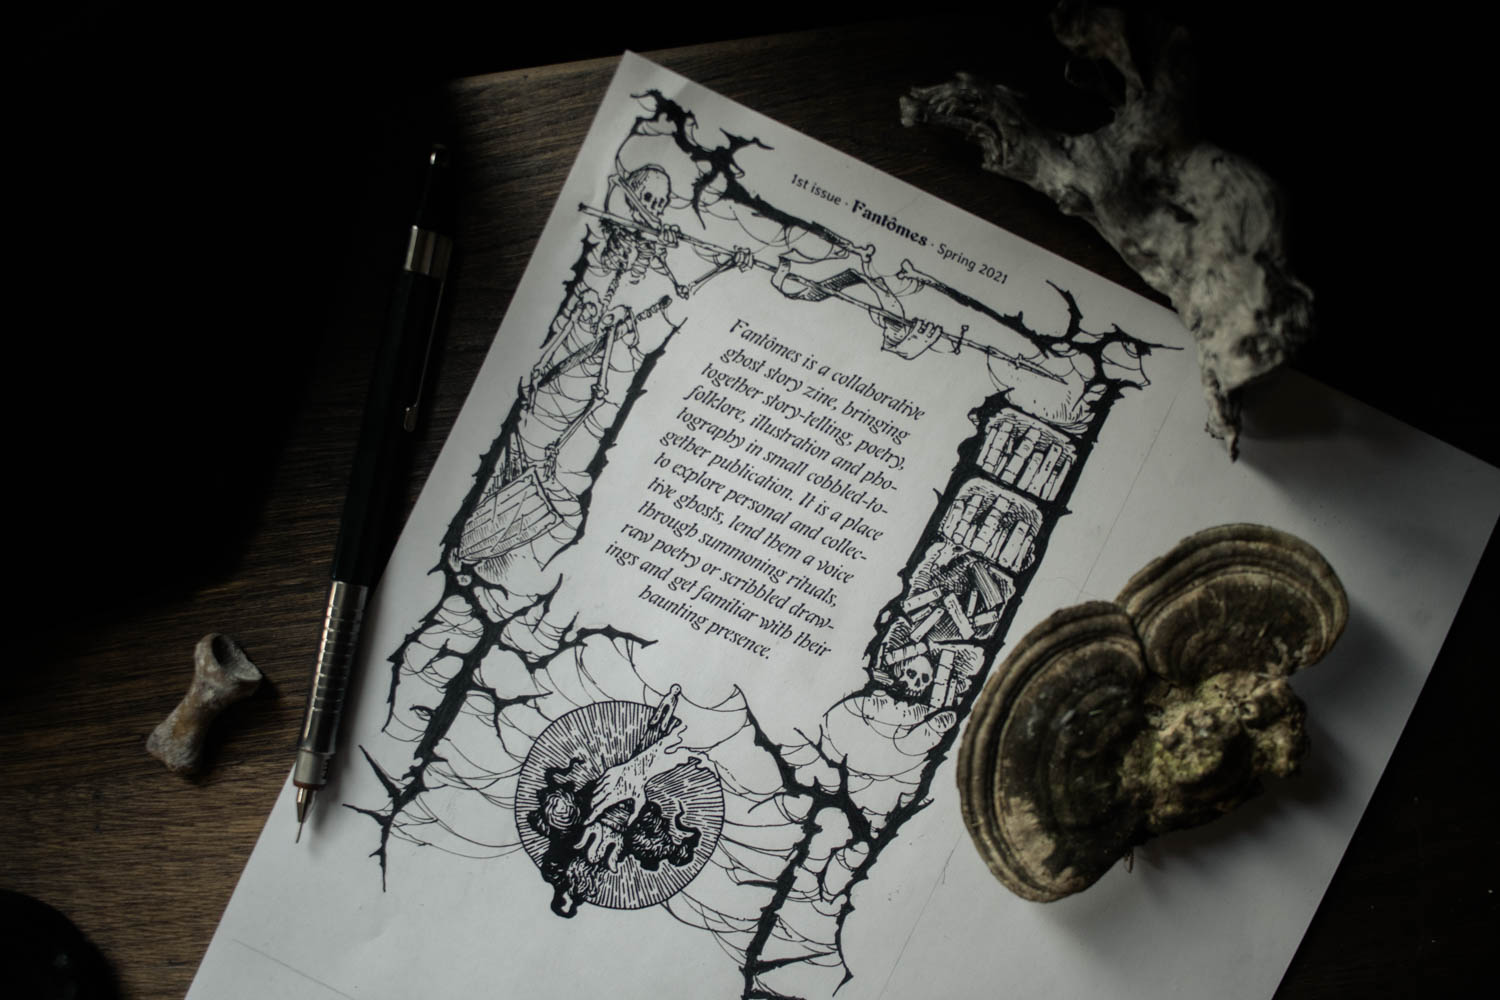 1st issue · Fantômes · Spring 2021
Fantômes is a collaborative
ghost story zine, bringing
together story-telling, poetry,
folklore, illustration and pho-
tography in small cobbled-to-
gether publication. It is a place
to explore personal and collec-
tive ghosts, lend them a voice
through summoning rituals,
raw poetry or scribbled draw-
ings and get familiar with their
haunting presence.